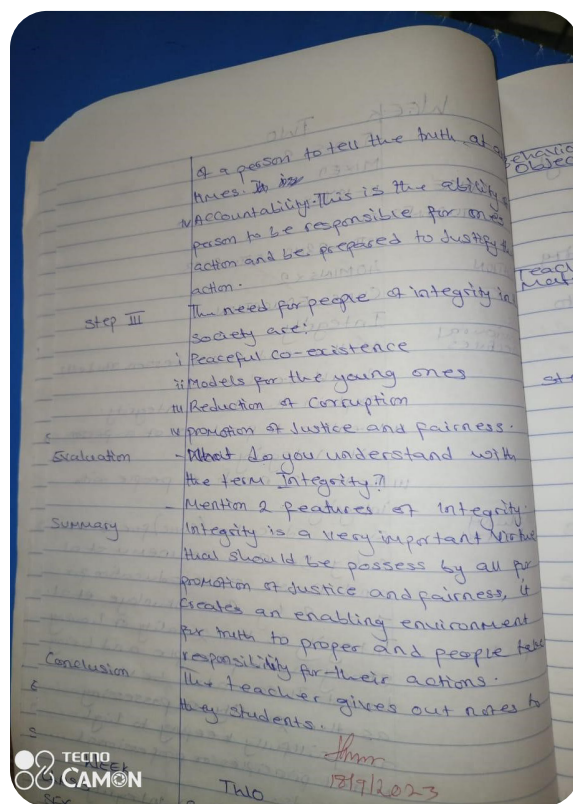 of a person to tell the truth at
times.
iv Accountability: This is the ability
person to be responsible for ones
action and be prepared to Justify
action.
Step III
The need for people of integrity in
society are:
i Peaceful co-existence
ii Models for the young ones
iii Reduction of Corruption
iv promotion of Justice and fairness.
Evaluation - What do you understand with
the term Integrity?
- Mention 2 features of Integrity.
Summary Integrity is a very important Virtue
that should be possess by all for
promotion of Justice and fairness, it
creates an enabling environment
for truth to proper and people take
responsibility for their actions.
Conclusion The teacher gives out notes to
they students.
18/9/2023
WEEK TWO
TECNO
CAMON